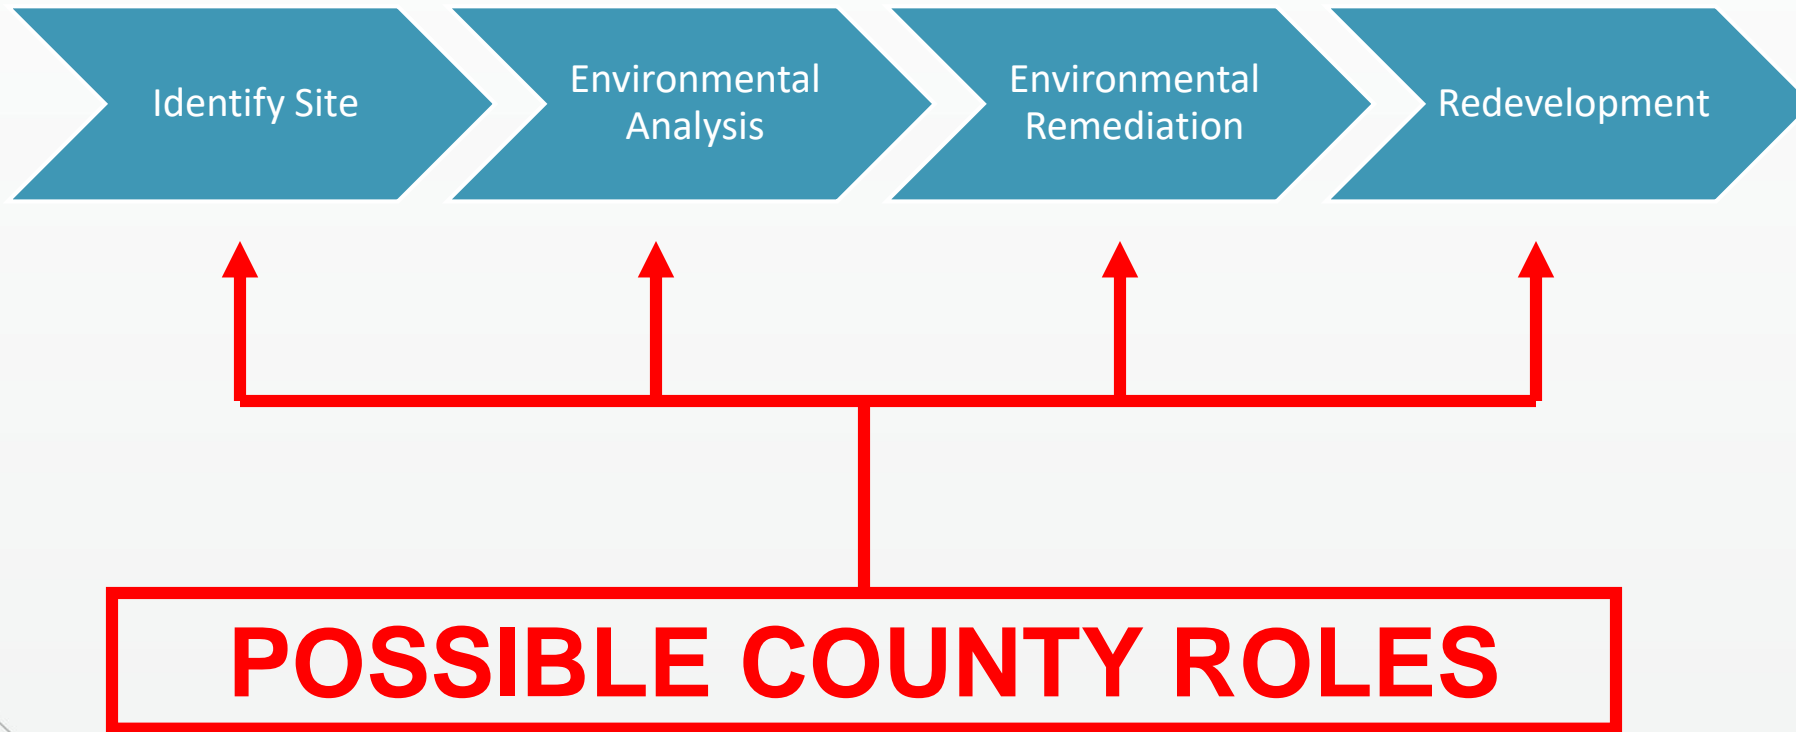 Identify Site
Environmental
Analysis
Environmental
Remediation
Redevelopment
POSSIBLE COUNTY ROLES